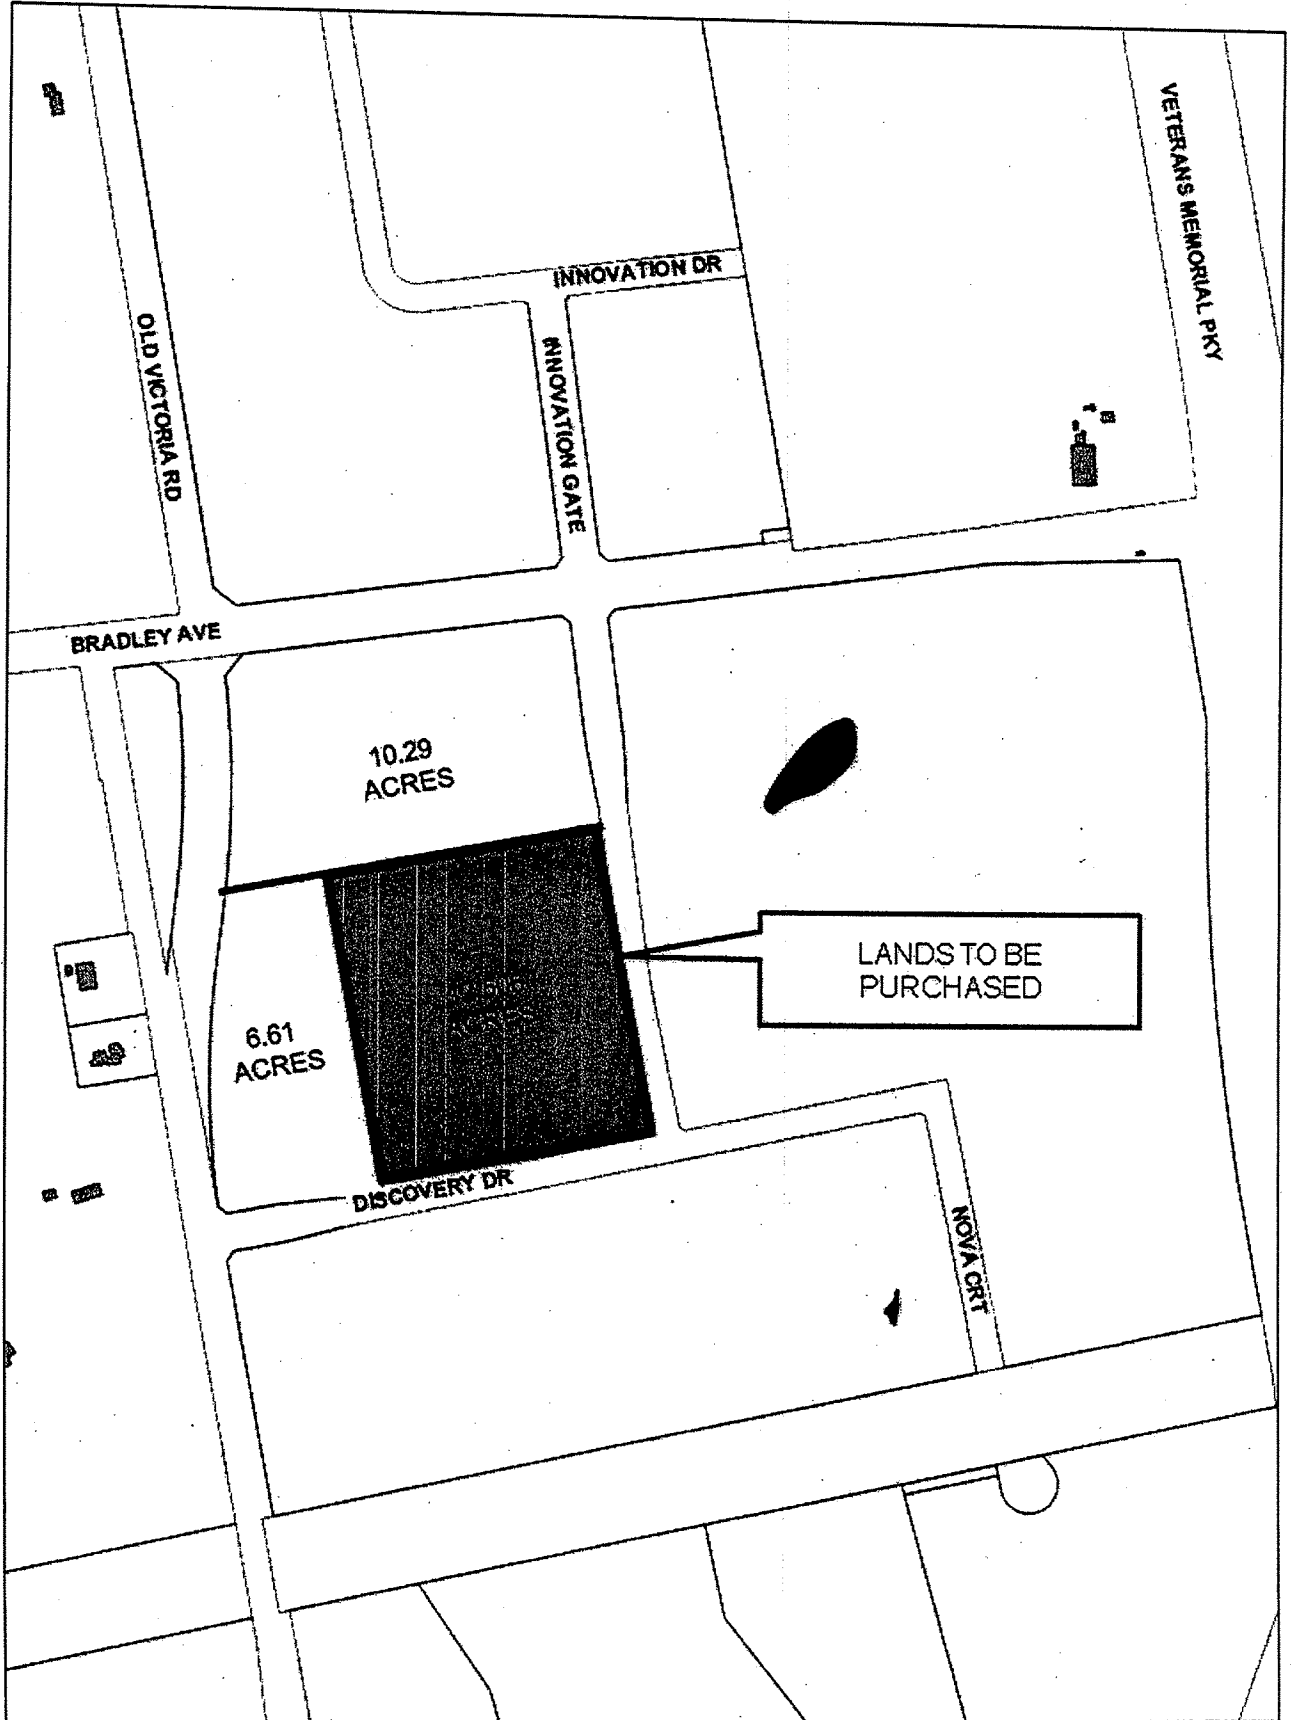 VETERANS MEMORIAL PKY
INNOVATION DR
OLD VICTORIA RD
INNOVATION GATE
BRADLEY AVE
10.29
ACRES
LANDS TO BE
PURCHASED
6.61
ACRES
ACRES
DISCOVERY DR
NOVA CRT